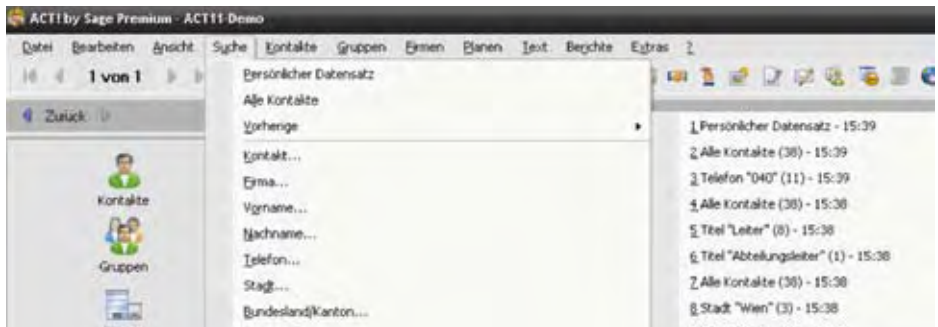 ACT! by Sage Premium - ACT11-Demo
Datei Bearbeiten Ansicht Suche Kontakte Gruppen Firmen Planen Text Berichte Extras ?
1 von 1
Zurück
Kontakte
Gruppen
Persönlicher Datensatz
Alle Kontakte
Vorherige
Kontakt...
Firma...
Vorname...
Nachname...
Telefon...
Stadt...
Bundesland/Kanton...
1 Persönlicher Datensatz - 15:39
2 Alle Kontakte (38) - 15:39
3 Telefon "040" (11) - 15:39
4 Alle Kontakte (38) - 15:38
5 Titel "Leiter" (8) - 15:38
6 Titel "Abteilungsleiter" (1) - 15:38
7 Alle Kontakte (38) - 15:38
8 Stadt "Wien" (3) - 15:38